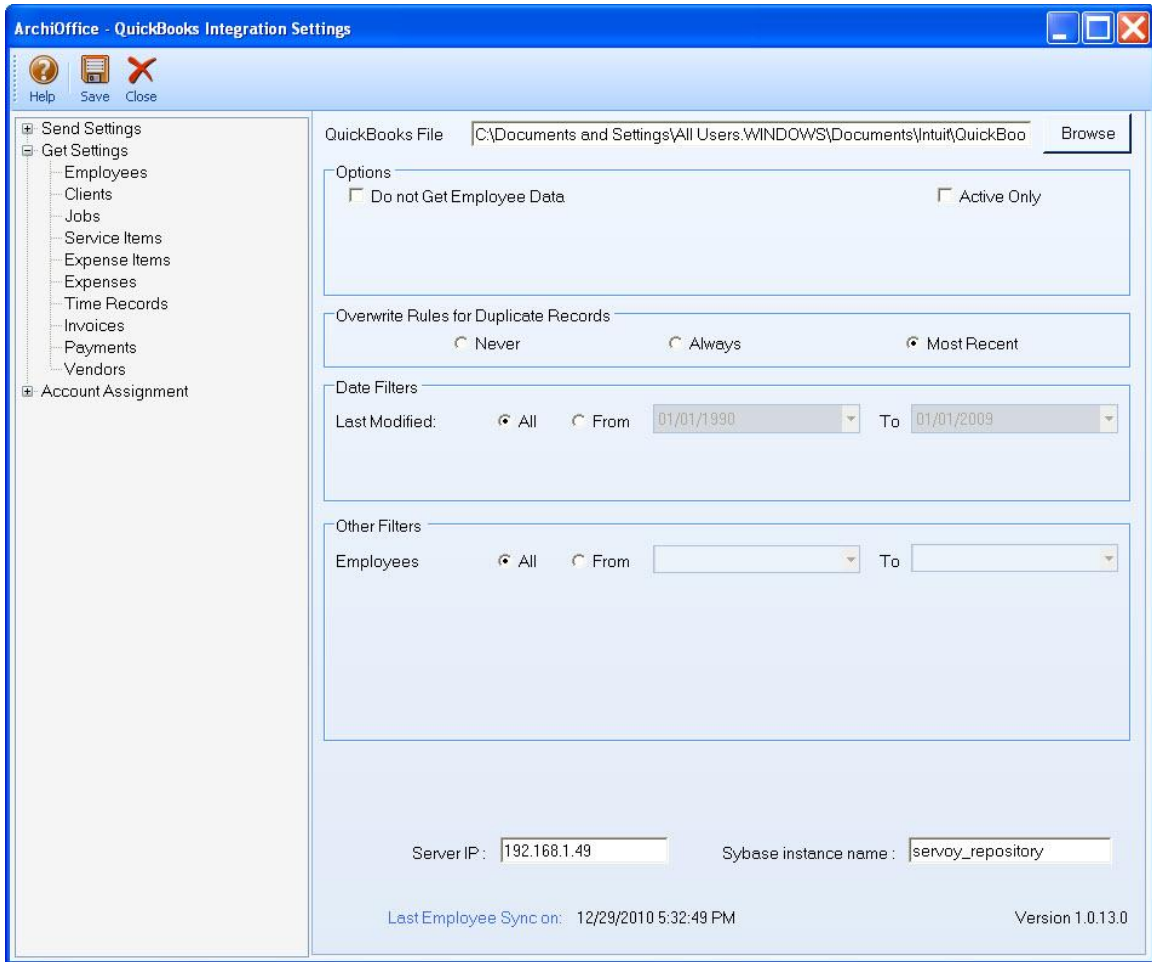 ArchiOffice - QuickBooks Integration Settings
Help Save Close
Send Settings
Get Settings
Employees
Clients
Jobs
Service Items
Expense Items
Expenses
Time Records
Invoices
Payments
Vendors
Account Assignment
QuickBooks File C:\Documents and Settings\All Users.WINDOWS\Documents\Intuit\QuickBoo Browse
Options
Do not Get Employee Data Active Only
Overwrite Rules for Duplicate Records
Never Always Most Recent
Date Filters
Last Modified: All From 01/01/1990 To 01/01/2009
Other Filters
Employees All From To
Server IP : 192.168.1.49 Sybase instance name : servoy_repository
Last Employee Sync on: 12/29/2010 5:32:49 PM Version 1.0.13.0